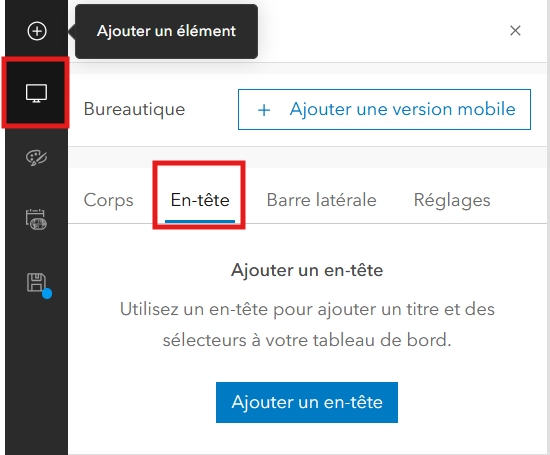 Ajouter un élément
Bureautique
+ Ajouter une version mobile
Corps
En-tête
Barre latérale
Réglages
Ajouter un en-tête
Utilisez un en-tête pour ajouter un titre et des
sélecteurs à votre tableau de bord.
Ajouter un en-tête